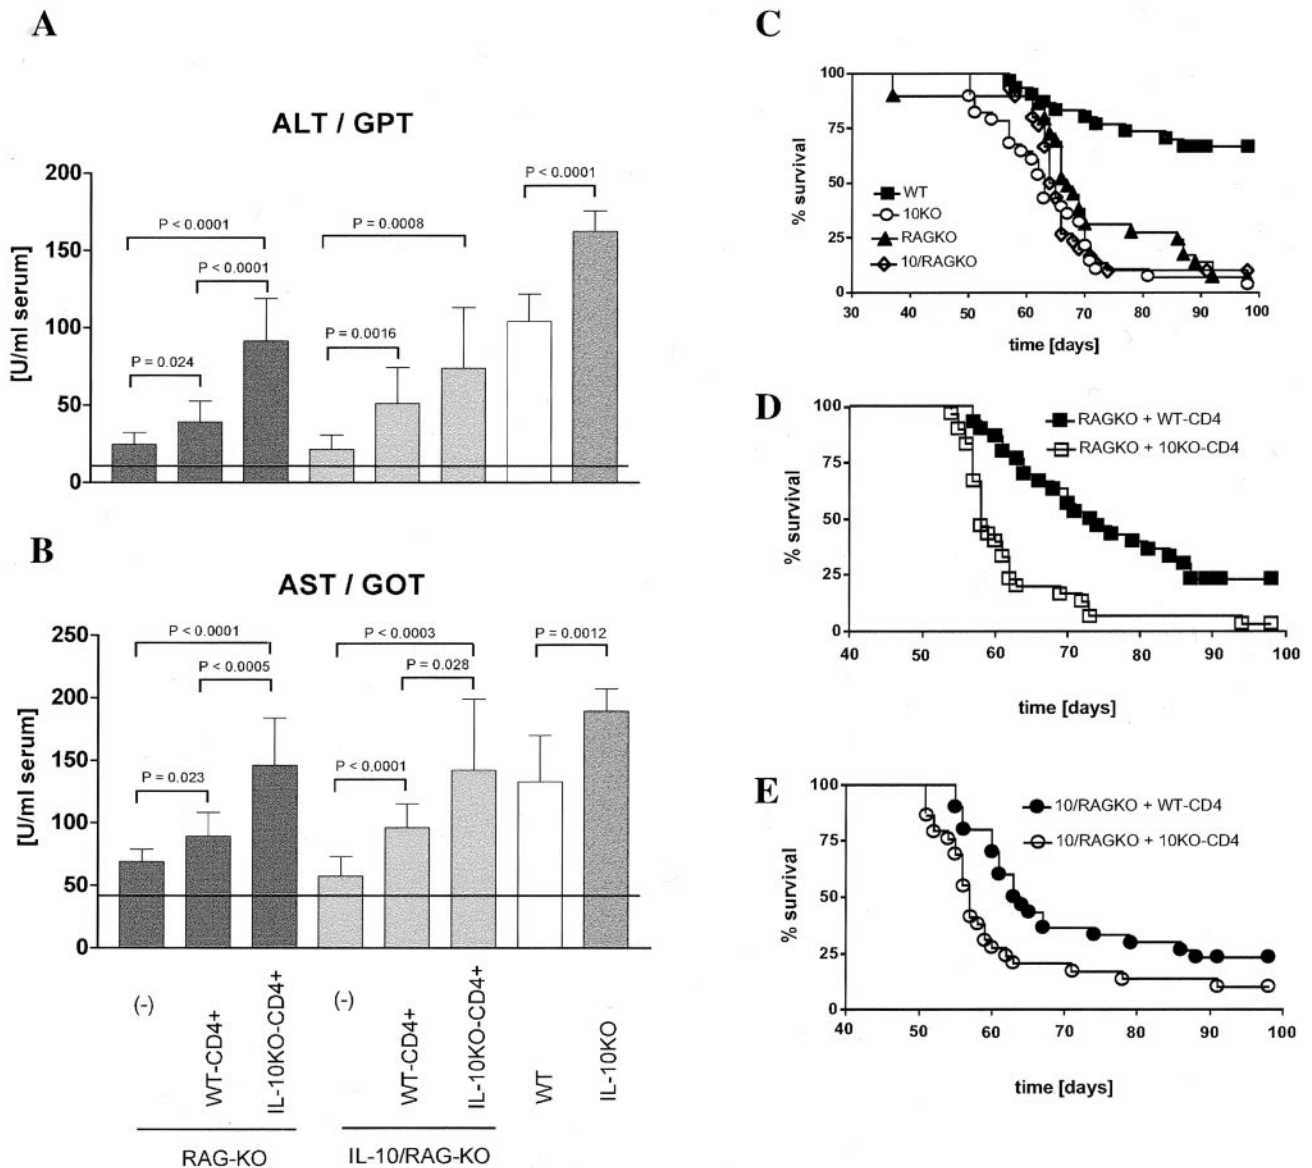 A
ALT / GPT
[U/ml serum]
200
150
100
50
0
P < 0.0001
P < 0.0001
P = 0.024
P = 0.0008
P = 0.0016
P < 0.0001
B
AST / GOT
[U/ml serum]
250
200
150
100
50
0
P < 0.0001
P < 0.0005
P = 0.023
P < 0.0003
P = 0.028
P < 0.0001
P = 0.0012
(-)
WT-CD4+
IL-10KO-CD4+
(-)
WT-CD4+
IL-10KO-CD4+
WT
IL-10KO
RAG-KO
IL-10/RAG-KO
C
% survival
100
75
50
25
0
WT
10KO
RAGKO
10/RAGKO
30 40 50 60 70 80 90 100
time [days]
D
% survival
100
75
50
25
0
RAGKO + WT-CD4
RAGKO + 10KO-CD4
40 50 60 70 80 90 100
time [days]
E
% survival
100
75
50
25
0
10/RAGKO + WT-CD4
10/RAGKO + 10KO-CD4
40 50 60 70 80 90 100
time [days]